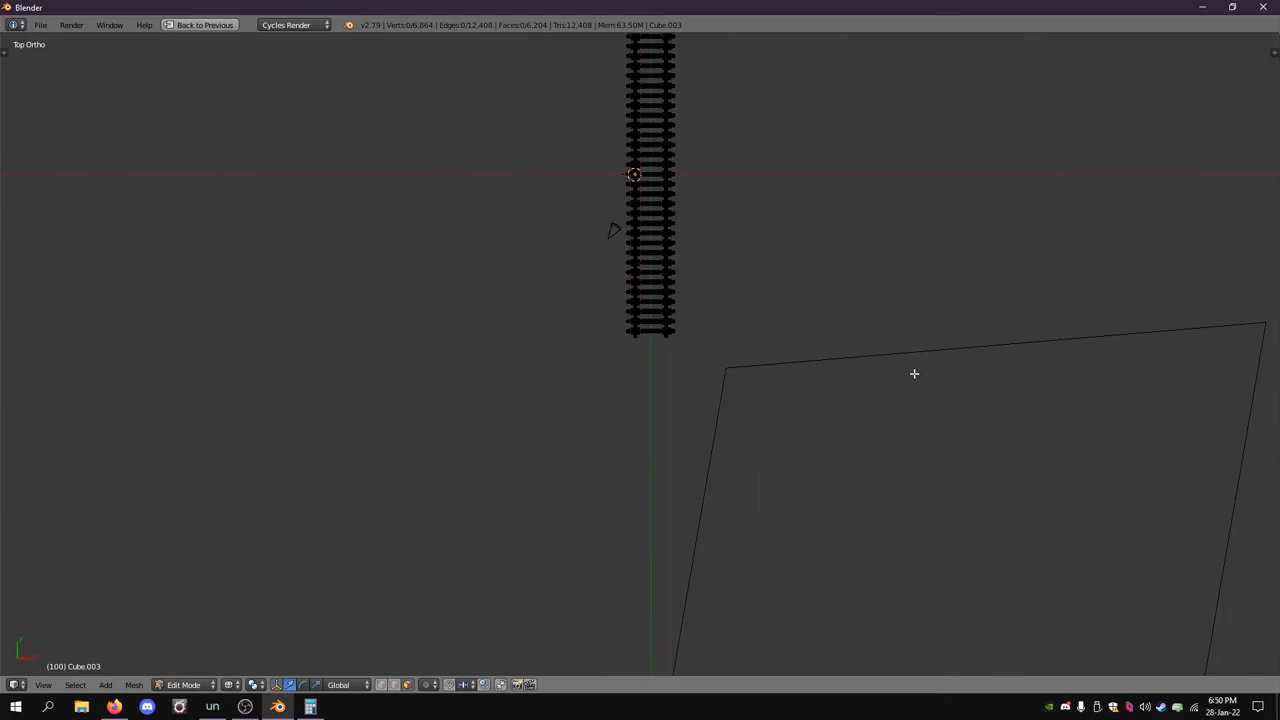 Blender
File Render Window Help Back to Previous Cycles Render v2.79 | Verts:0/6,864 | Edges:0/12,408 | Faces:0/6,204 | Tris:12,408 | Mem:63.50M | Cube.003
Top Ortho
Y
(100) Cube.003
View Select Add Mesh Edit Mode Global
un 6:50 PM
28-Jan-22